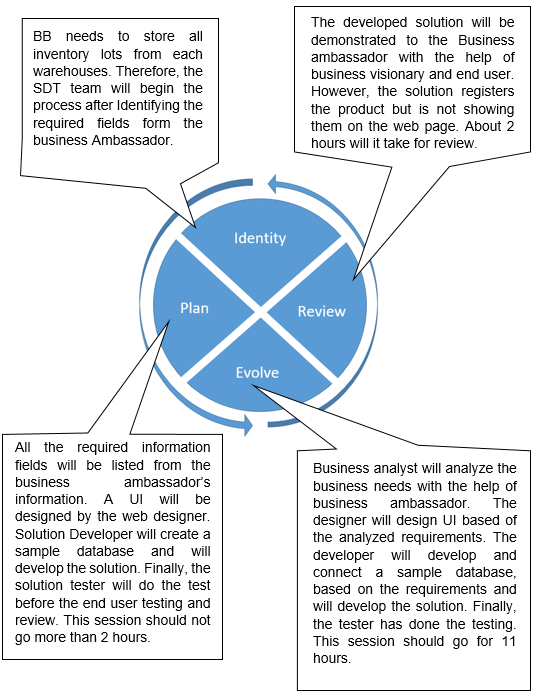 BB needs to store all
inventory lots from each
warehouses. Therefore, the
SDT team will begin the
process after Identifying the
required fields form the
business Ambassador.
The developed solution will be
demonstrated to the Business
ambassador with the help of
business visionary and end user.
However, the solution registers
the product but is not showing
them on the web page. About 2
hours will it take for review.
Identity
Plan
Review
Evolve
All the required information
fields will be listed from the
business ambassador's
information. A UI will be
designed by the web designer.
Solution Developer will create a
sample database and will
develop the solution. Finally, the
solution tester will do the test
before the end user testing and
review. This session should not
go more than 2 hours.
Business analyst will analyze the
business needs with the help of
business ambassador. The
designer will design UI based of
the analyzed requirements. The
developer will develop and
connect a sample database,
based on the requirements and
will develop the solution. Finally,
the tester has done the testing.
This session should go for 11
hours.